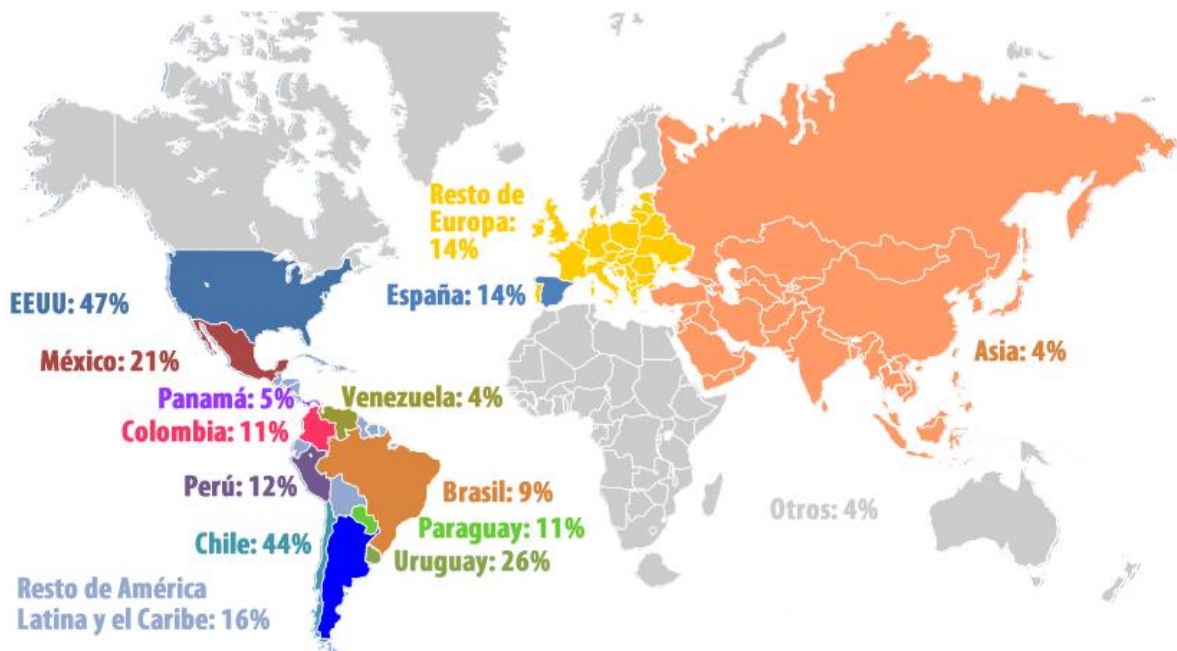 Resto de
Europa:
14%
EEUU: 47%
España: 14%
México: 21%
Asia: 4%
Panamá: 5%
Venezuela: 4%
Colombia: 11%
Perú: 12%
Brasil: 9%
Otros: 4%
Paraguay: 11%
Chile: 44%
Uruguay: 26%
Resto de América
Latina y el Caribe: 16%